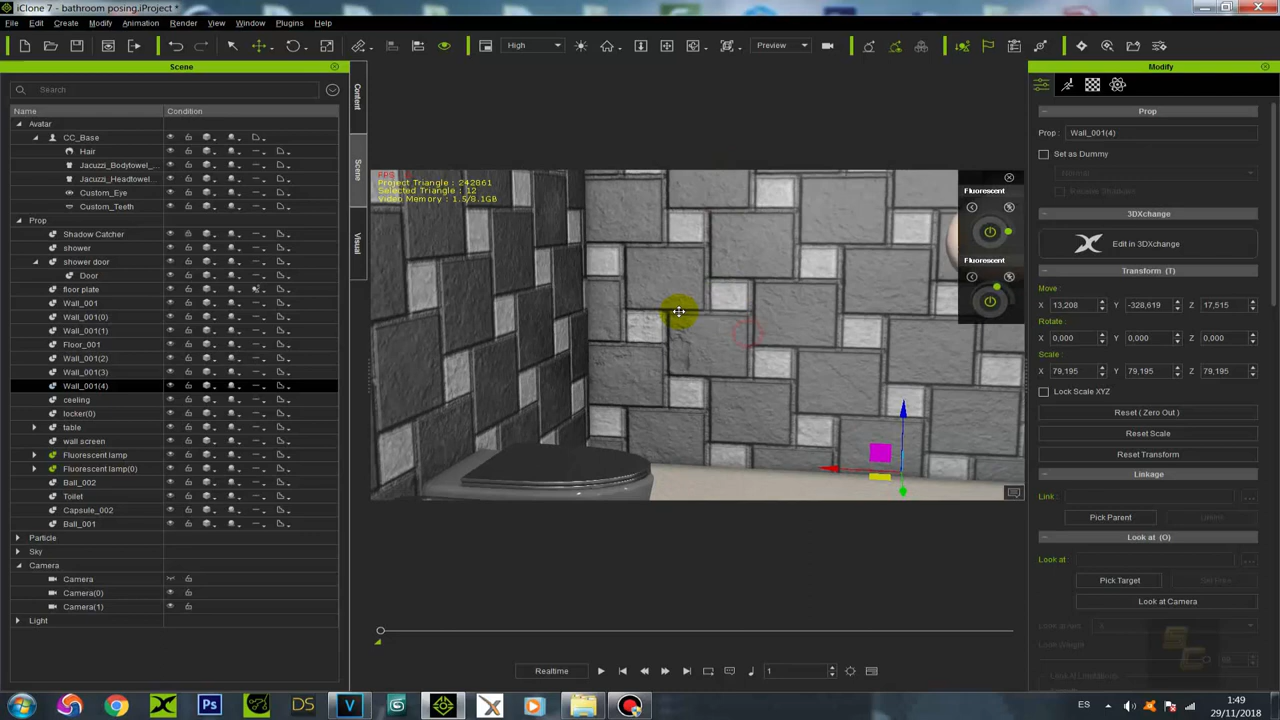 iClone 7 - bathroom posing.iProject *
File Edit Create Modify Animation Render View Window Plugins Help
High
Preview
Scene
Search
Name Condition
Avatar
CC_Base
Hair
Jacuzzi_Bodytowel_...
Jacuzzi_Headtowel...
Custom_Eye
Custom_Teeth
Prop
Shadow Catcher
shower
shower door
Door
floor plate
Wall_001
Wall_001(0)
Wall_001(1)
Floor_001
Wall_001(2)
Wall_001(3)
Wall_001(4)
ceeling
locker(0)
table
wall screen
Fluorescent lamp
Fluorescent lamp(0)
Ball_002
Toilet
Capsule_002
Ball_001
Particle
Sky
Camera
Camera
Camera(0)
Camera(1)
Light
Content
Scene
Visual
Project Triangle : 242861
Selected Triangle : 12
Video Memory : 1.5/8.1GB
Fluorescent
Fluorescent
Realtime
1
Modify
Prop
Prop : Wall_001(4)
Set as Dummy
Normal
3DXchange
Edit in 3DXchange
Transform (T)
Move :
X 13,208 Y -328,619 Z 17,515
Rotate :
X 0,000 Y 0,000 Z 0,000
Scale :
X 79,195 Y 79,195 Z 79,195
Lock Scale XYZ
Reset ( Zero Out )
Reset Scale
Reset Transform
Linkage
Link :
Pick Parent
Look at (O)
Look at :
Pick Target
Look at Camera
Ps
DS
V
ES
1:49
29/11/2018